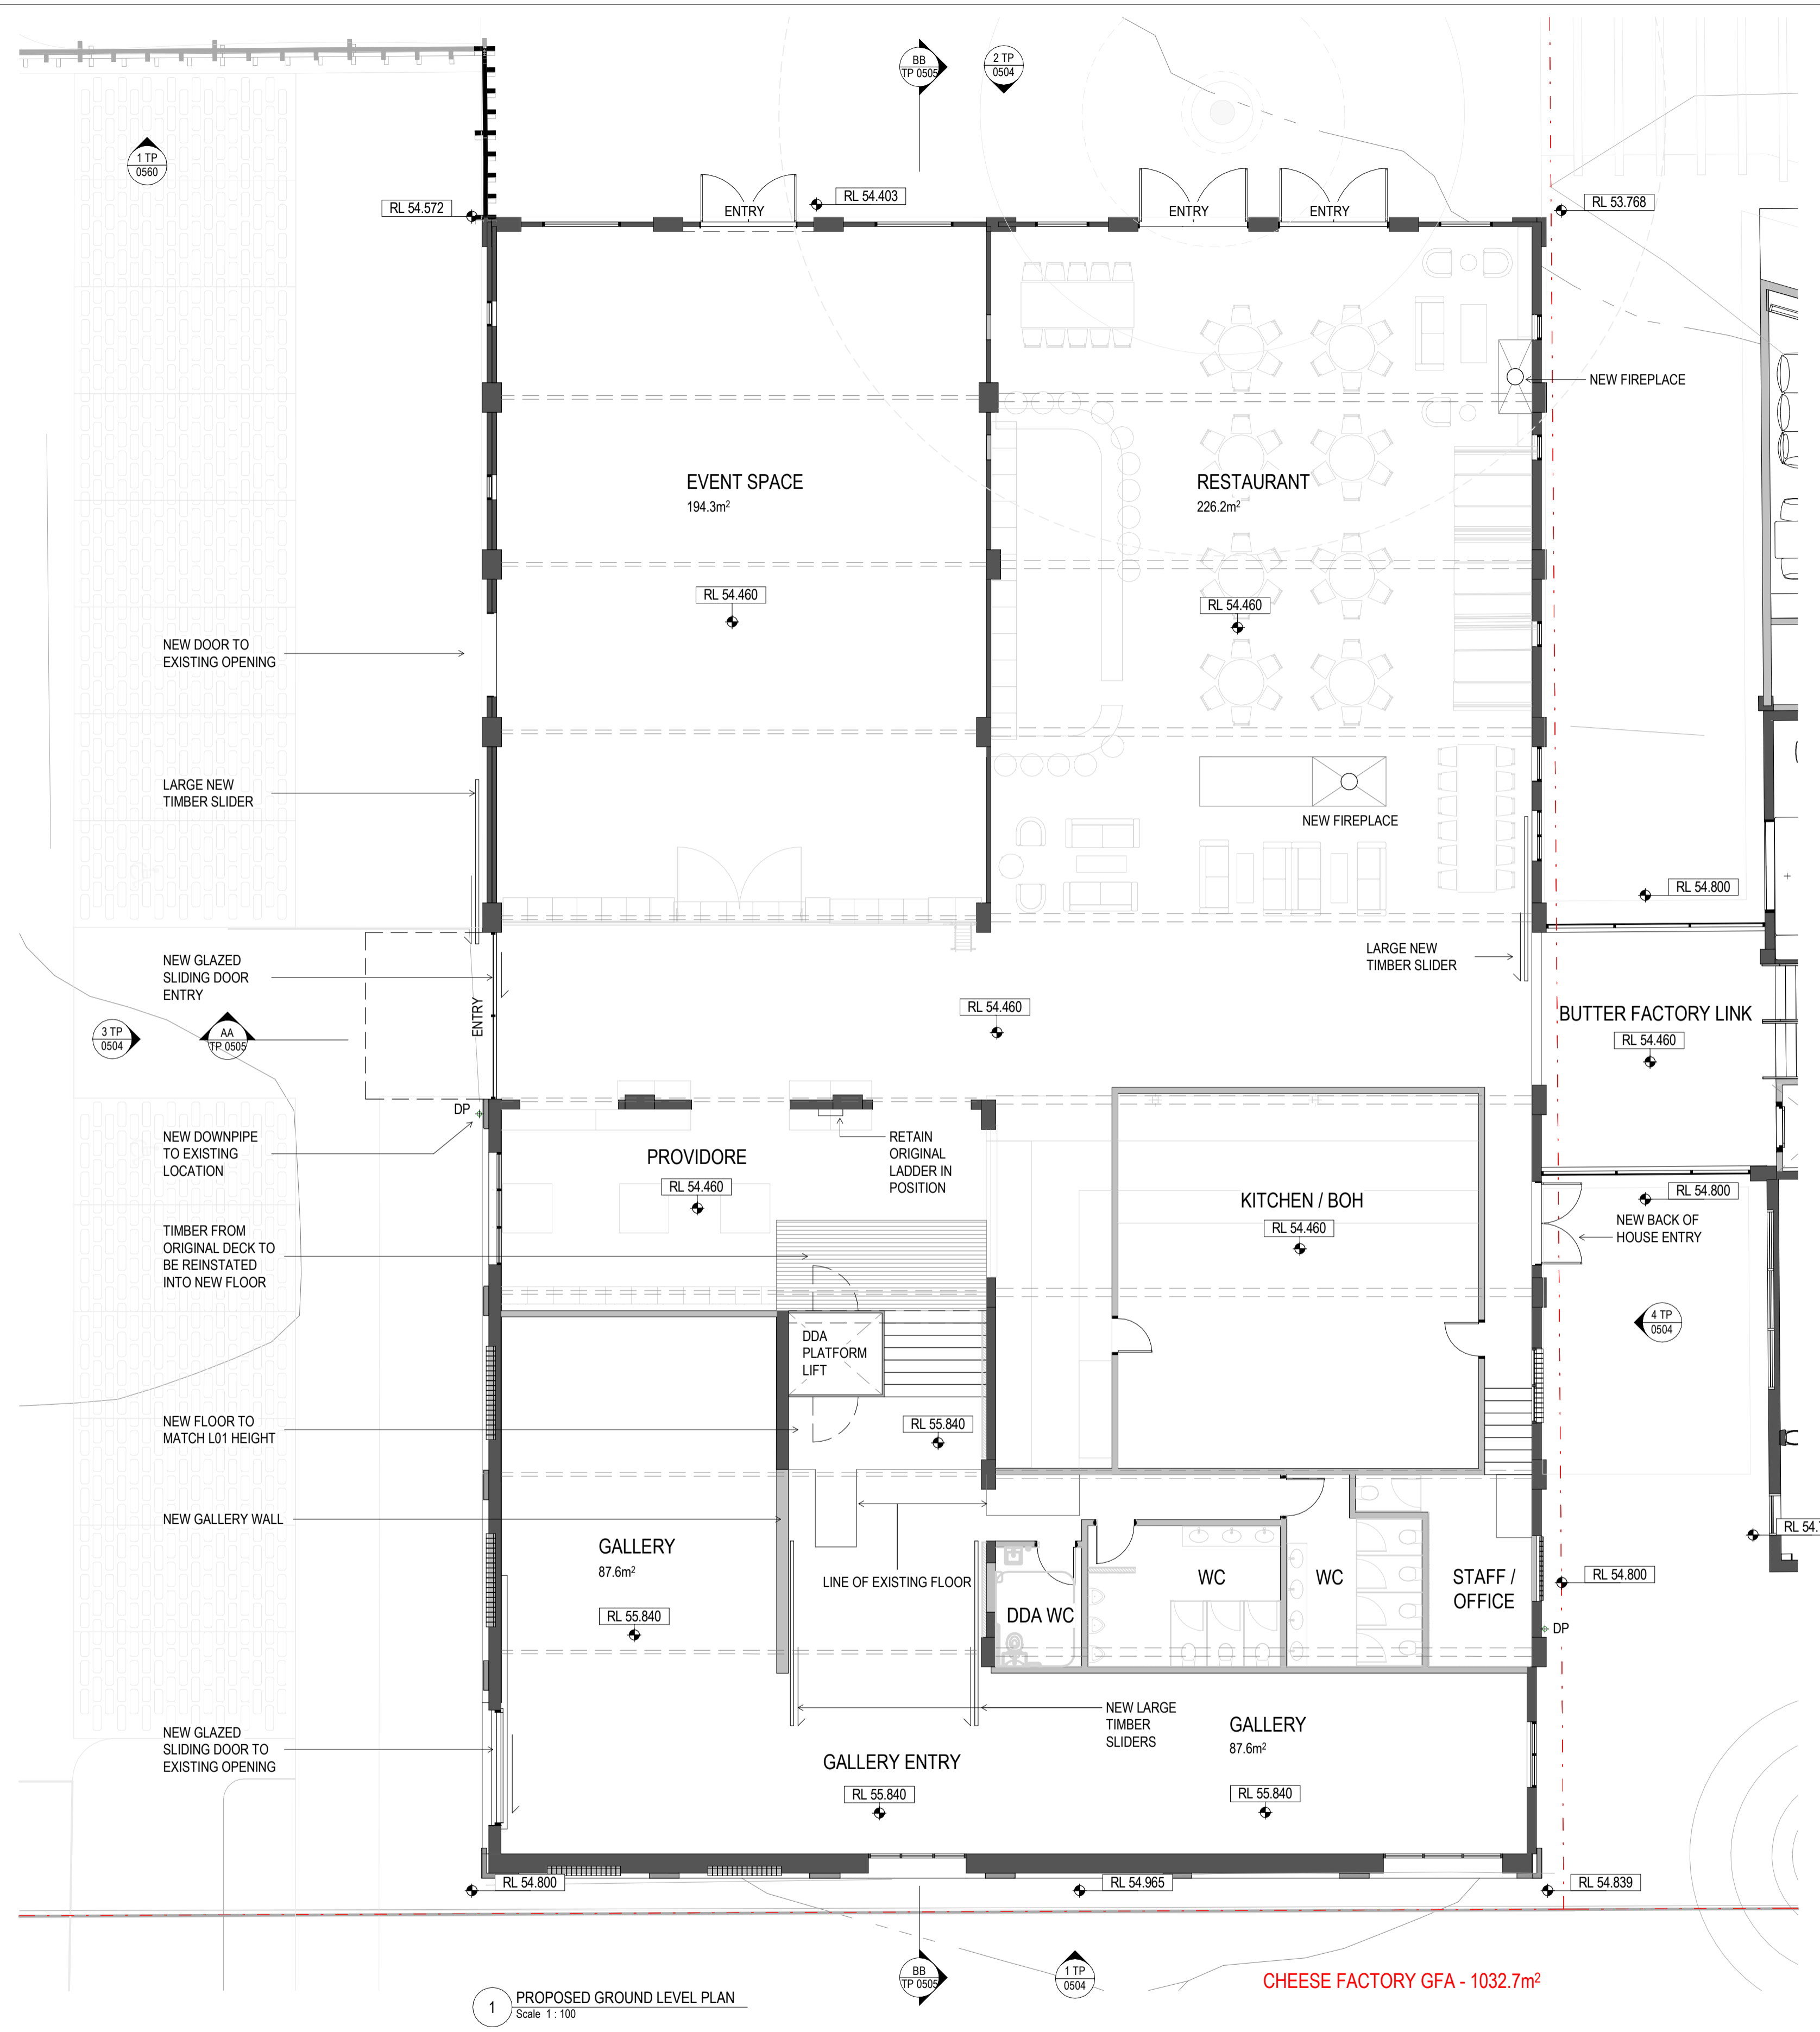 BB
TP 0505
2 TP
0504
1 TP
0560
RL 54.572
ENTRY
RL 54.403
ENTRY
ENTRY
RL 53.768
NEW FIREPLACE
EVENT SPACE
194.3m²
RESTAURANT
226.2m²
RL 54.460
RL 54.460
NEW DOOR TO
EXISTING OPENING
LARGE NEW
TIMBER SLIDER
NEW FIREPLACE
RL 54.800
NEW GLAZED
SLIDING DOOR
ENTRY
LARGE NEW
TIMBER SLIDER
ENTRY
RL 54.460
BUTTER FACTORY LINK
RL 54.460
3 TP
0504
AA
TP 0505
DP
NEW DOWNPIPE
TO EXISTING
LOCATION
PROVIDORE
RL 54.460
RETAIN
ORIGINAL
LADDER IN
POSITION
KITCHEN / BOH
RL 54.460
RL 54.800
NEW BACK OF
HOUSE ENTRY
TIMBER FROM
ORIGINAL DECK TO
BE REINSTATED
INTO NEW FLOOR
DDA
PLATFORM
LIFT
4 TP
0504
NEW FLOOR TO
MATCH L01 HEIGHT
RL 55.840
NEW GALLERY WALL
GALLERY
87.6m²
RL 55.840
LINE OF EXISTING FLOOR
DDA WC
WC
WC
STAFF /
OFFICE
RL 54.800
DP
NEW GLAZED
SLIDING DOOR TO
EXISTING OPENING
NEW LARGE
TIMBER
SLIDERS
GALLERY
87.6m²
GALLERY ENTRY
RL 55.840
RL 55.840
RL 54.800
RL 54.965
RL 54.839
BB
TP 0505
1 TP
0504
CHEESE FACTORY GFA - 1032.7m²
1
PROPOSED GROUND LEVEL PLAN
Scale 1 : 100